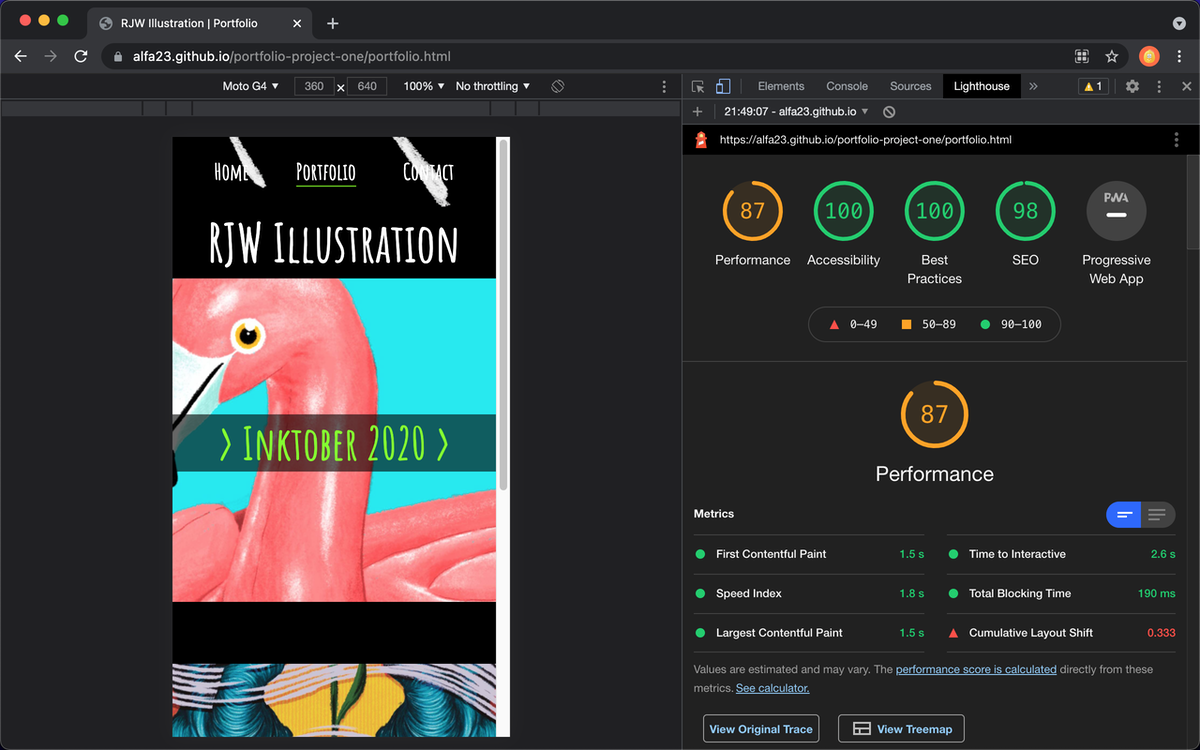 RJW Illustration | Portfolio
alfa23.github.io/portfolio-project-one/portfolio.html
Moto G4 ▼ 360 × 640 100% ▼ No throttling ▼
Elements Console Sources Lighthouse » 1
21:49:07 - alfa23.github.io ▼
https://alfa23.github.io/portfolio-project-one/portfolio.html
Home Portfolio Contact
RJW Illustration
> Inktober 2020 >
87 100 100 98 PWA
Performance Accessibility Best Practices SEO Progressive Web App
0–49 50–89 90–100
87
Performance
Metrics
First Contentful Paint 1.5 s Time to Interactive 2.6 s
Speed Index 1.8 s Total Blocking Time 190 ms
Largest Contentful Paint 1.5 s Cumulative Layout Shift 0.333
Values are estimated and may vary. The performance score is calculated directly from these
metrics. See calculator.
View Original Trace View Treemap